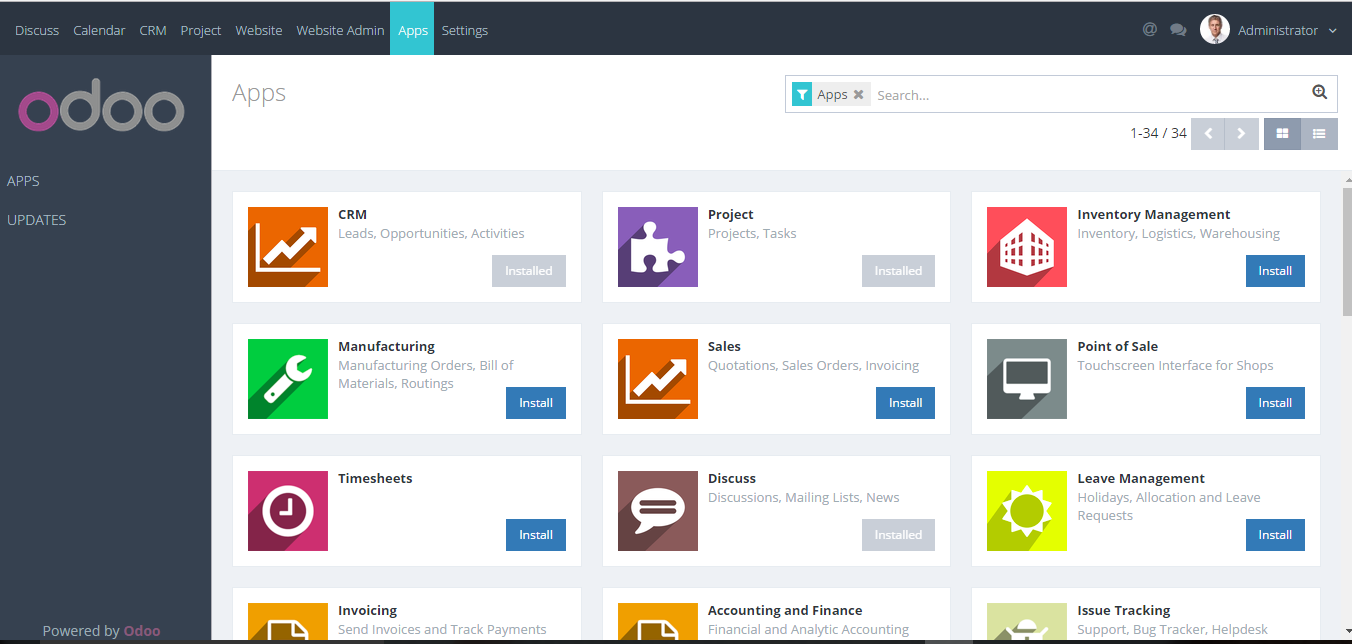 Discuss Calendar CRM Project Website Website Admin Apps Settings @ Administrator
odoo
APPS
UPDATES
Powered by Odoo
Apps
Apps Search...
1-34 / 34
CRM
Leads, Opportunities, Activities
Installed
Project
Projects, Tasks
Installed
Inventory Management
Inventory, Logistics, Warehousing
Install
Manufacturing
Manufacturing Orders, Bill of
Materials, Routings
Install
Sales
Quotations, Sales Orders, Invoicing
Install
Point of Sale
Touchscreen Interface for Shops
Install
Timesheets
Install
Discuss
Discussions, Mailing Lists, News
Installed
Leave Management
Holidays, Allocation and Leave
Requests
Install
Invoicing
Send Invoices and Track Payments
Accounting and Finance
Financial and Analytic Accounting
Issue Tracking
Support, Bug Tracker, Helpdesk